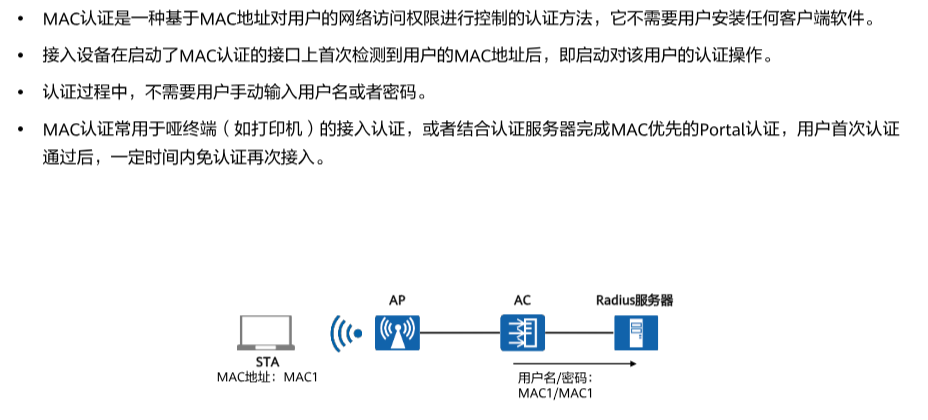 • MAC认证是一种基于MAC地址对用户的网络访问权限进行控制的认证方法，它不需要用户安装任何客户端软件。
• 接入设备在启动了MAC认证的接口上首次检测到用户的MAC地址后，即启动对该用户的认证操作。
• 认证过程中，不需要用户手动输入用户名或者密码。
• MAC认证常用于哑终端（如打印机）的接入认证，或者结合认证服务器完成MAC优先的Portal认证，用户首次认证
通过后，一定时间内免认证再次接入。
AP
AC
Radius服务器
STA
MAC地址：MAC1
用户名/密码：
MAC1/MAC1